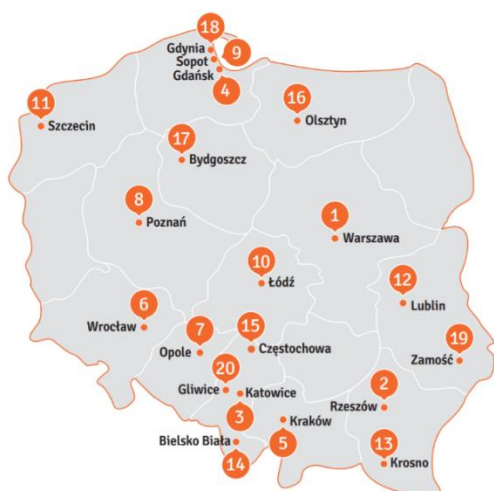 18
Gdynia
9
Sopot
Gdańsk
4
11
Szczecin
16
Olsztyn
17
Bydgoszcz
8
Poznań
1
Warszawa
10
Łódź
12
Lublin
6
Wrocław
7
Opole
15
Częstochowa
19
Zamość
20
Gliwice
Katowice
3
2
Rzeszów
Kraków
5
Bielsko Biała
14
13
Krosno